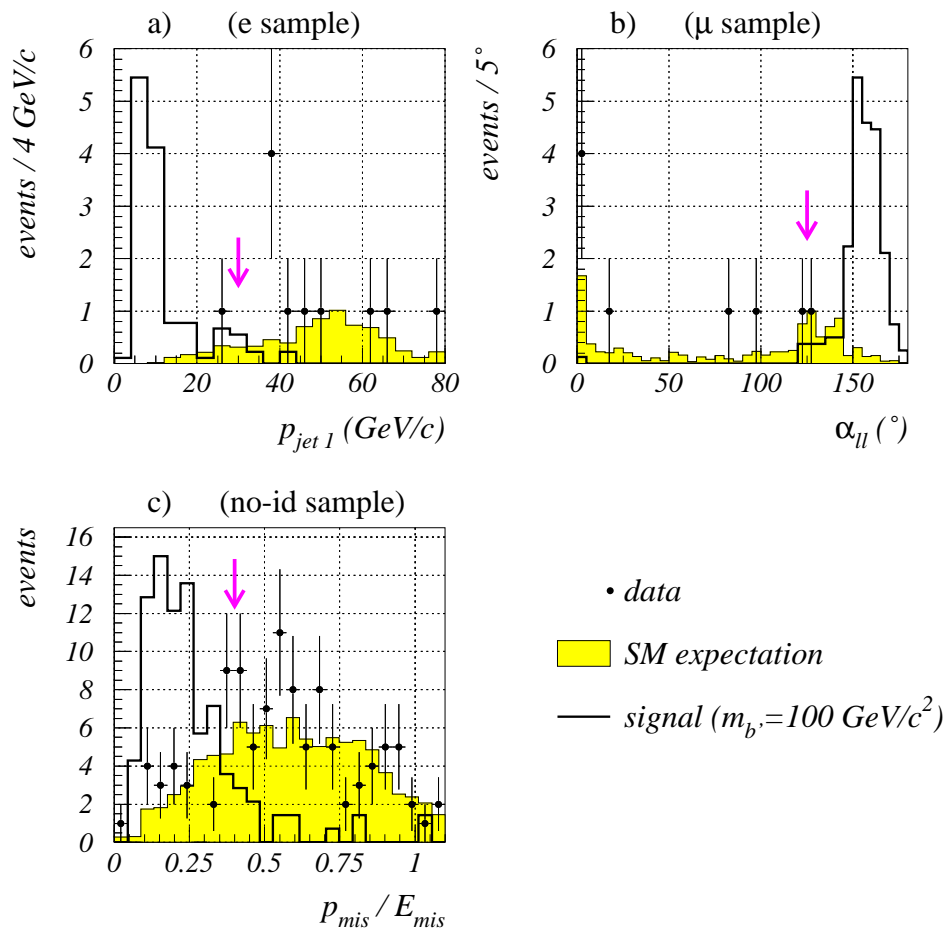 a) (e sample)
events / 4 GeV/c
6
5
4
3
2
1
0
0 20 40 60 80
p_jet 1 (GeV/c)
b) (μ sample)
events / 5°
6
5
4
3
2
1
0
0 50 100 150
α_ll (°)
c) (no-id sample)
events
16
14
12
10
8
6
4
2
0
0 0.25 0.5 0.75 1
p_mis / E_mis
data
SM expectation
signal (m_b'=100 GeV/c²)